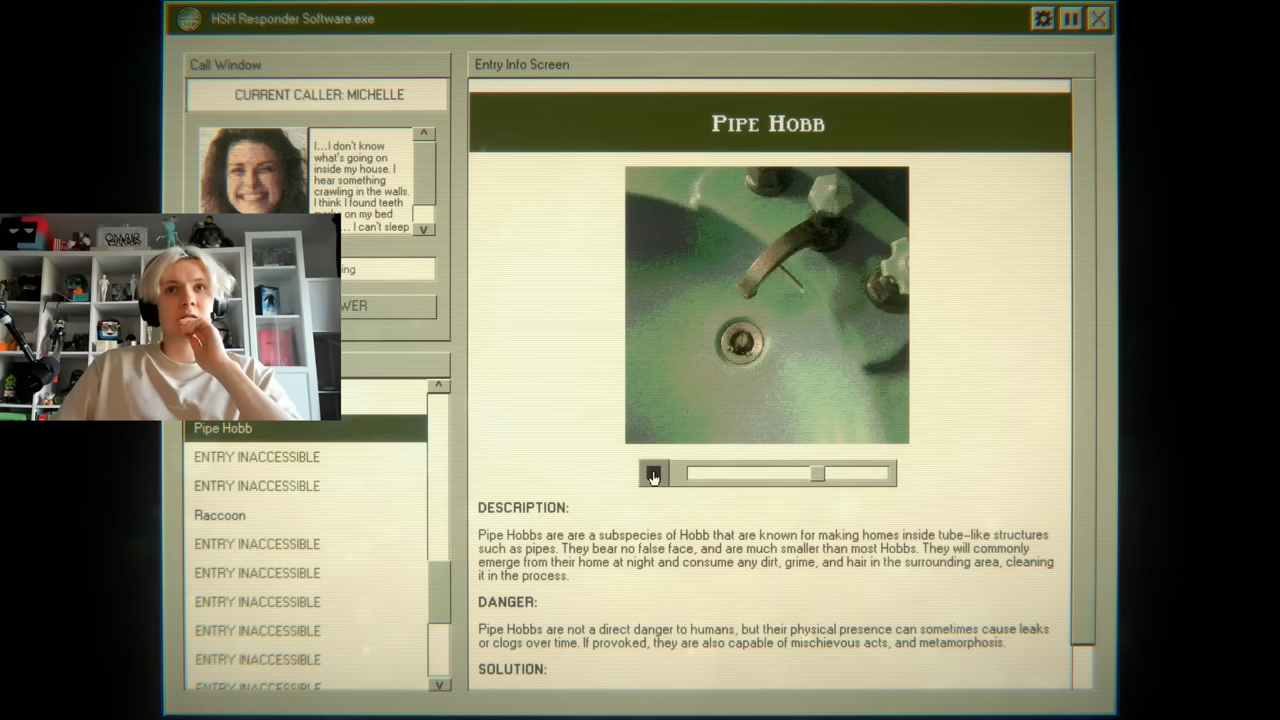 HSH Responder Software.exe
Call Window
CURRENT CALLER: MICHELLE
I...I don't know
what's going on
inside my house. I
hear something
crawling in the walls.
I think I found teeth
on my bed
... I can't sleep
Entry Info Screen
PIPE HOBB
Pipe Hobb
ENTRY INACCESSIBLE
ENTRY INACCESSIBLE
Raccoon
ENTRY INACCESSIBLE
ENTRY INACCESSIBLE
ENTRY INACCESSIBLE
ENTRY INACCESSIBLE
ENTRY INACCESSIBLE
ENTRY INACCESSIBLE
DESCRIPTION:
Pipe Hobbs are are a subspecies of Hobb that are known for making homes inside tube-like structures
such as pipes. They bear no false face, and are much smaller than most Hobbs. They will commonly
emerge from their home at night and consume any dirt, grime, and hair in the surrounding area, cleaning
it in the process.
DANGER:
Pipe Hobbs are not a direct danger to humans, but their physical presence can sometimes cause leaks
or clogs over time. If provoked, they are also capable of mischievous acts, and metamorphosis.
SOLUTION: